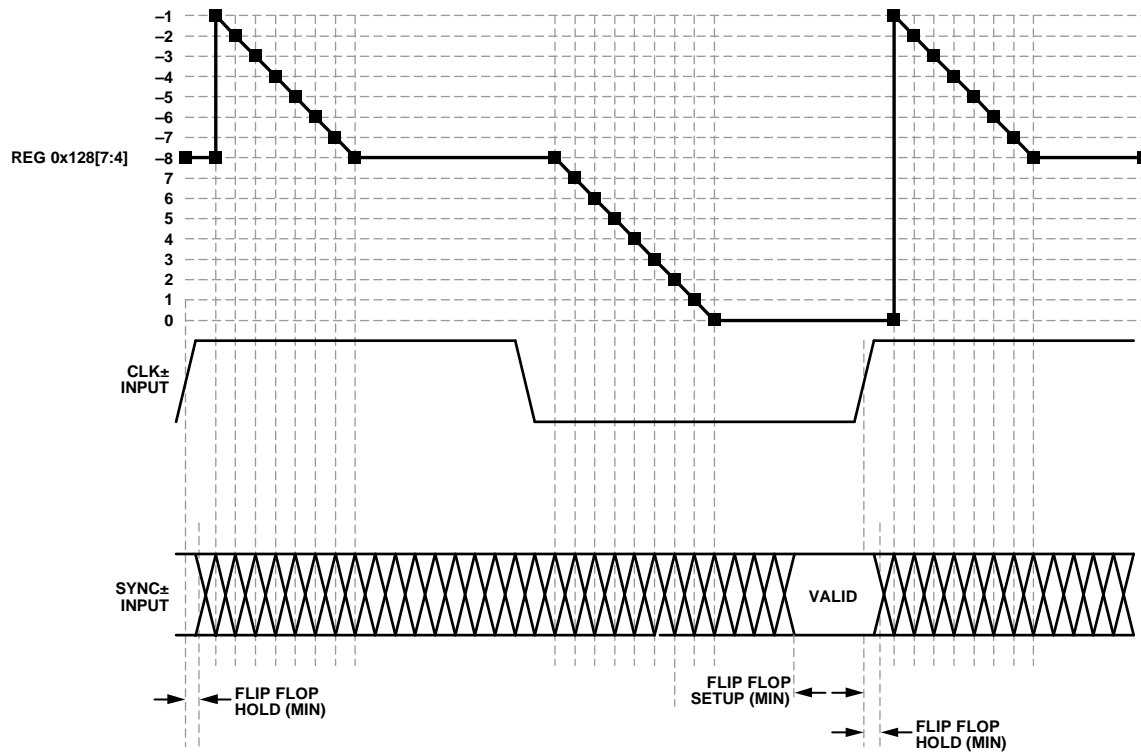 –1
–2
–3
–4
–5
–6
–7
REG 0x128[7:4]
–8
7
6
5
4
3
2
1
0
CLK±
INPUT
SYNC±
INPUT
VALID
FLIP FLOP
HOLD (MIN)
FLIP FLOP
SETUP (MIN)
FLIP FLOP
HOLD (MIN)